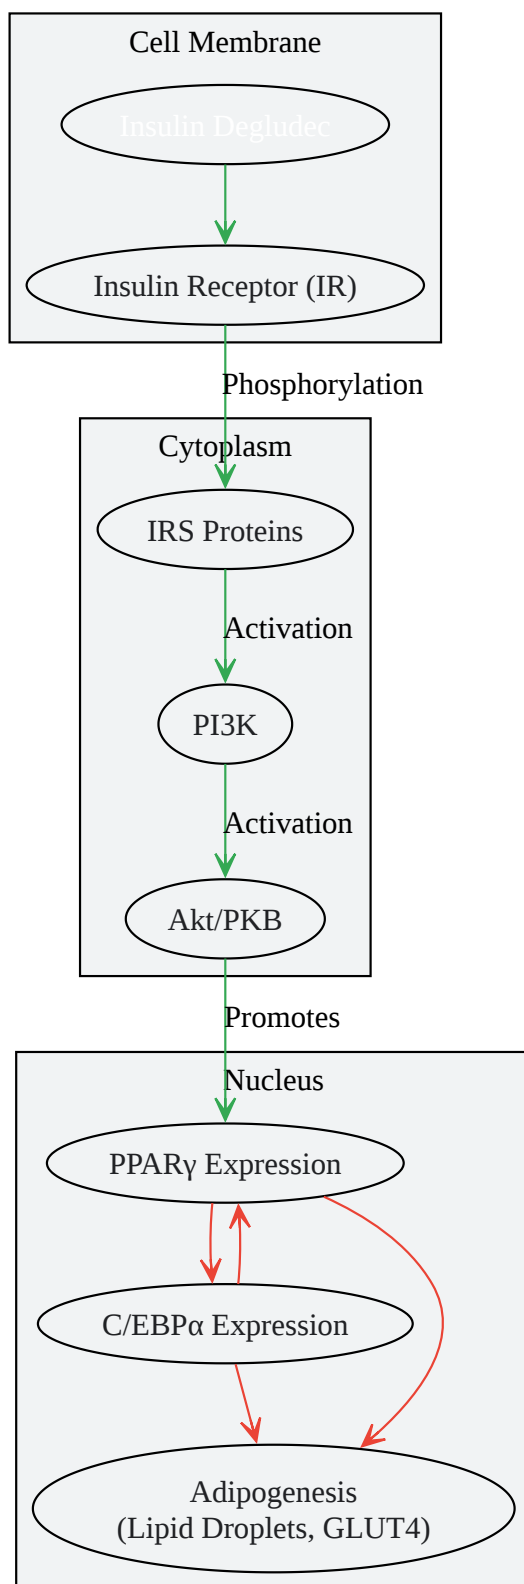 Cell Membrane
Insulin Degludec
Insulin Receptor (IR)
Phosphorylation
Cytoplasm
IRS Proteins
Activation
PI3K
Activation
Akt/PKB
Promotes
Nucleus
PPARγ Expression
C/EBPα Expression
Adipogenesis
(Lipid Droplets, GLUT4)